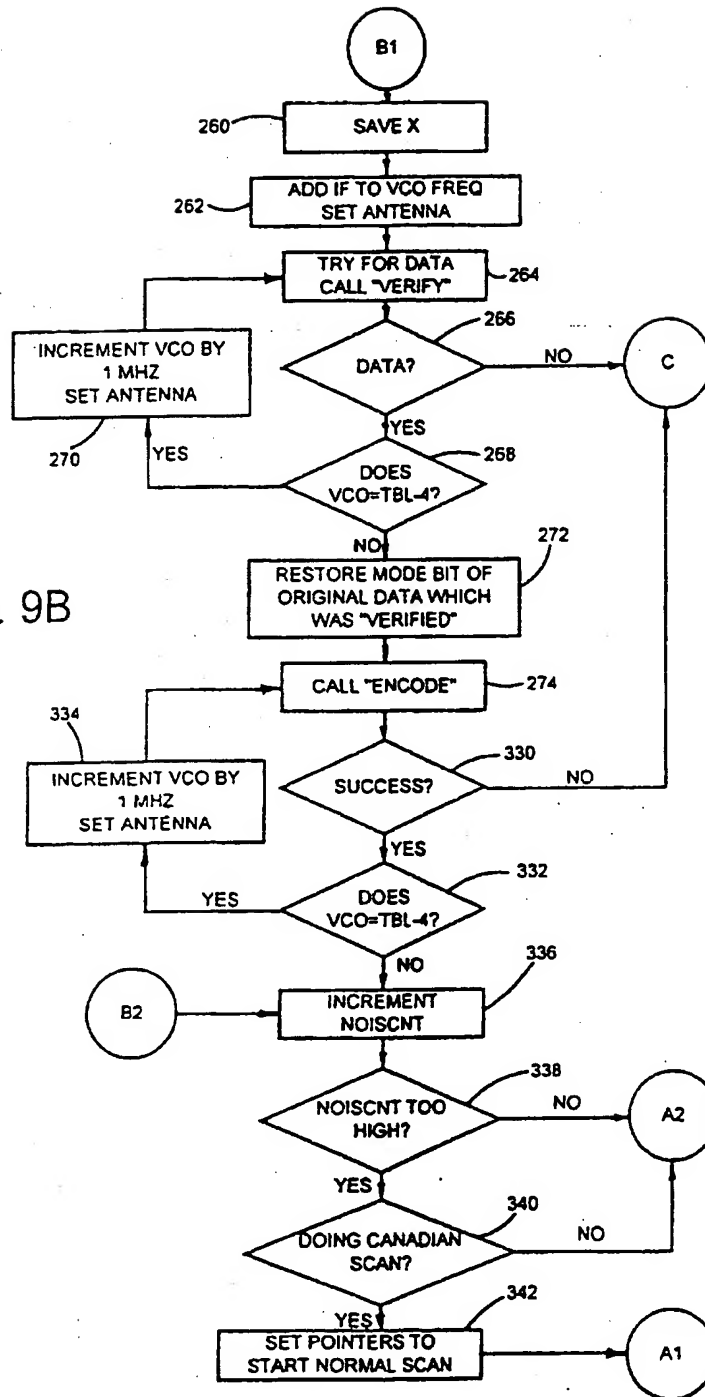 B1
260
SAVE X
262
ADD IF TO VCO FREQ
SET ANTENNA
TRY FOR DATA
CALL "VERIFY"
264
266
INCREMENT VCO BY
1 MHZ
SET ANTENNA
DATA?
NO
C
270
YES
YES
268
DOES
VCO=TBL-4?
NO
272
. 9B
RESTORE MODE BIT OF
ORIGINAL DATA WHICH
WAS "VERIFIED"
CALL "ENCODE"
274
334
330
INCREMENT VCO BY
1 MHZ
SET ANTENNA
SUCCESS?
NO
YES
332
YES
DOES
VCO=TBL-4?
NO
336
B2
INCREMENT
NOISCNT
338
NOISCNT TOO
HIGH?
NO
A2
YES
340
DOING CANADIAN
SCAN?
NO
YES
342
SET POINTERS TO
START NORMAL SCAN
A1